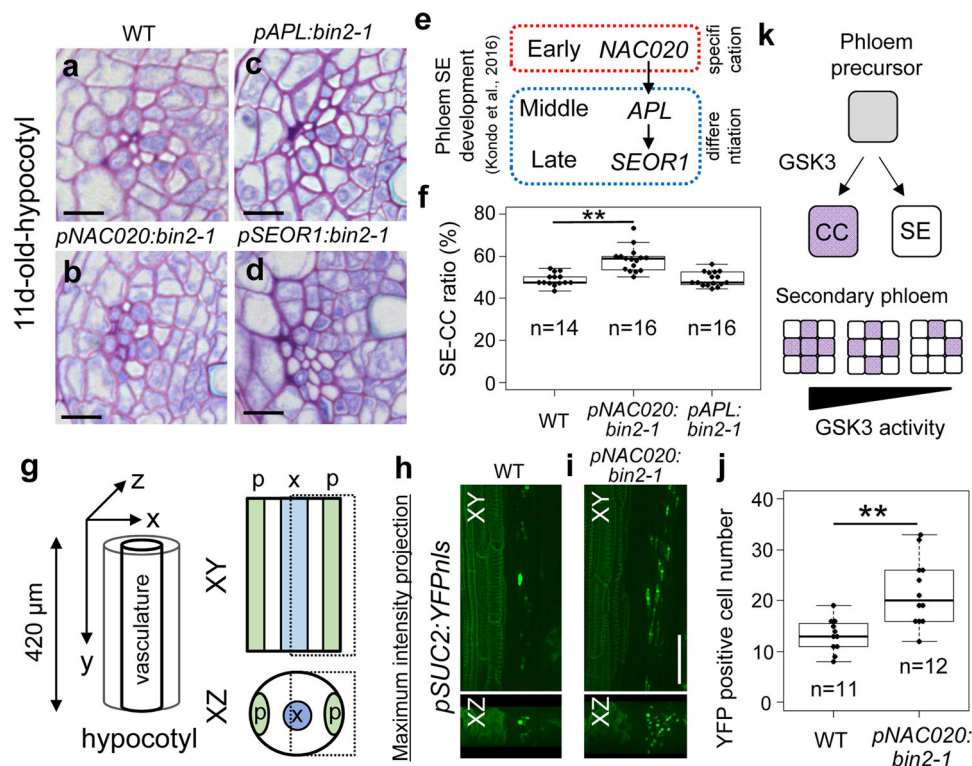 WT
pAPL:bin2-1
a
c
11d-old-hypocotyl
pNAC020:bin2-1
pSEOR1:bin2-1
b
d
e
Phloem SE
development
(Kondo et al., 2016)
Early NAC020
specifi
cation
Middle APL
Late SEOR1
differe
ntiation
f
SE-CC ratio (%)
80
60
40
20
0
**
n=14
n=16
n=16
WT
pNAC020:
bin2-1
pAPL:
bin2-1
k
Phloem
precursor
GSK3
CC
SE
Secondary phloem
GSK3 activity
g
z
x
y
420 µm
vasculature
hypocotyl
p x p
XY
XZ
p x p
h
WT
i
pNAC020:
bin2-1
Maximum intensity projection
pSUC2:YFPnls
XY
XY
XZ
XZ
j
YFP positive cell number
40
30
20
10
0
**
n=11
n=12
WT
pNAC020:
bin2-1